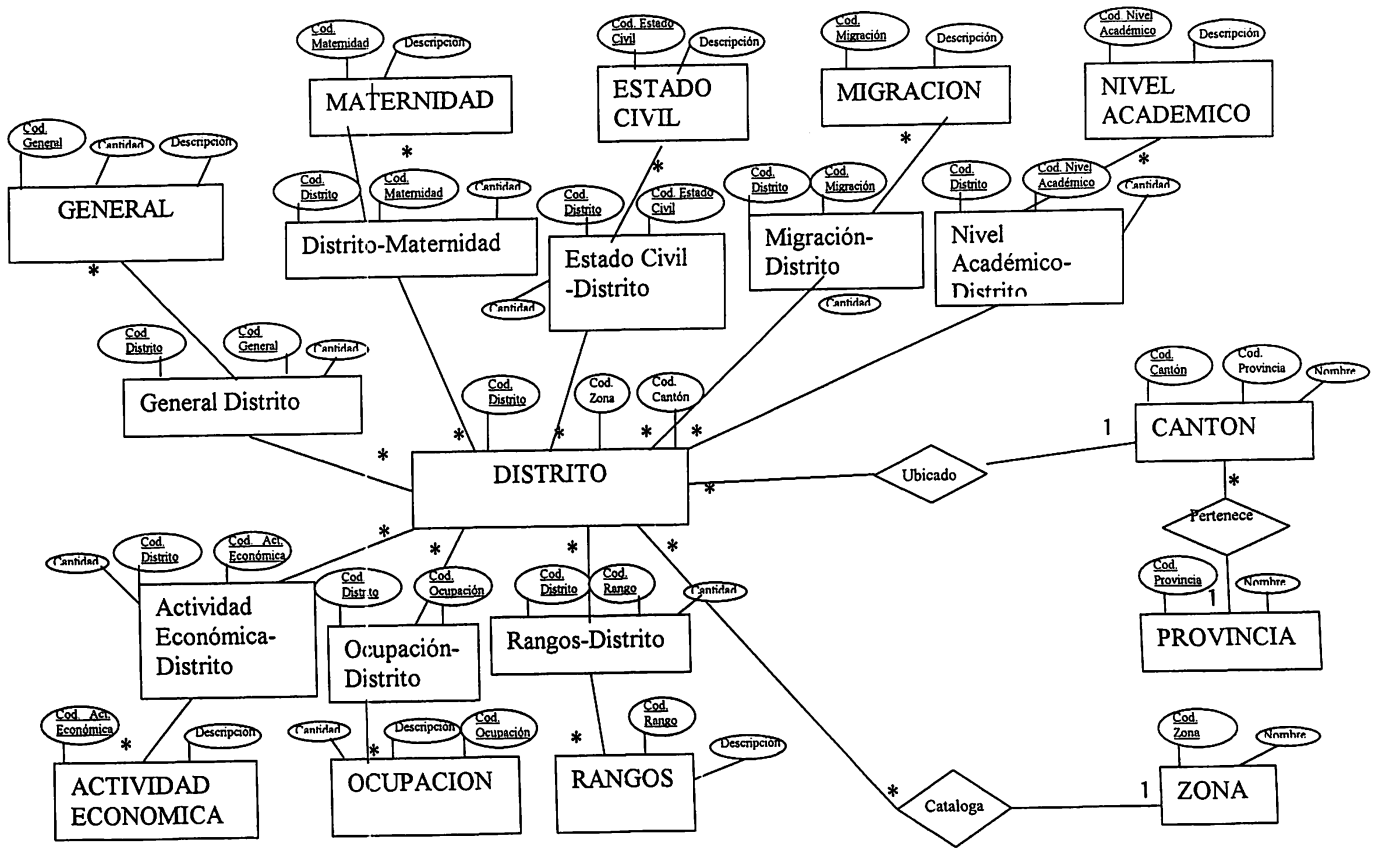 Cod.
Maternidad
Descripción
MATERNIDAD
Cod. Estado
Civil
Descripción
ESTADO
CIVIL
Cod.
Migración
Descripción
MIGRACION
Cod. Nivel
Académico
Descripción
NIVEL
ACADEMICO
Cod.
General
Cantidad
Descripción
GENERAL
*
*
*
*
*
Cod.
Distrito
Cod.
Maternidad
Cantidad
Distrito-Maternidad
Cod.
Distrito
Cod. Estado
Civil
Estado Civil
-Distrito
Cantidad
Cod.
Distrito
Cod.
Migración
Migración-
Distrito
Cantidad
Cod.
Distrito
Cod. Nivel
Académico
Cantidad
Nivel
Académico-
Distrito
Cod
Distrito
Cod
General
Cantidad
General Distrito
Cod.
Distrito
Cod.
Zona
Cod.
Cantón
*
*
*
*
*
DISTRITO
*
Ubicado
1
Cod.
Cantón
Cod.
Provincia
Nombre
CANTON
*
Pertenece
1
Cod.
Provincia
Nombre
PROVINCIA
*
*
*
*
Cantidad
Cod.
Distrito
Cod. Act.
Económica
Actividad
Económica-
Distrito
Cod
Distrito
Cod.
Ocupación
Ocupación-
Distrito
Cod.
Distrito
Cod.
Rango
Cantidad
Rangos-Distrito
Cod. Act.
Económica
*
Descripción
ACTIVIDAD
ECONOMICA
Cantidad
*
Descripción
Cod.
Ocupación
OCUPACION
*
Cod.
Rango
Descripción
RANGOS
*
Cataloga
1
Cod.
Zona
Nombre
ZONA